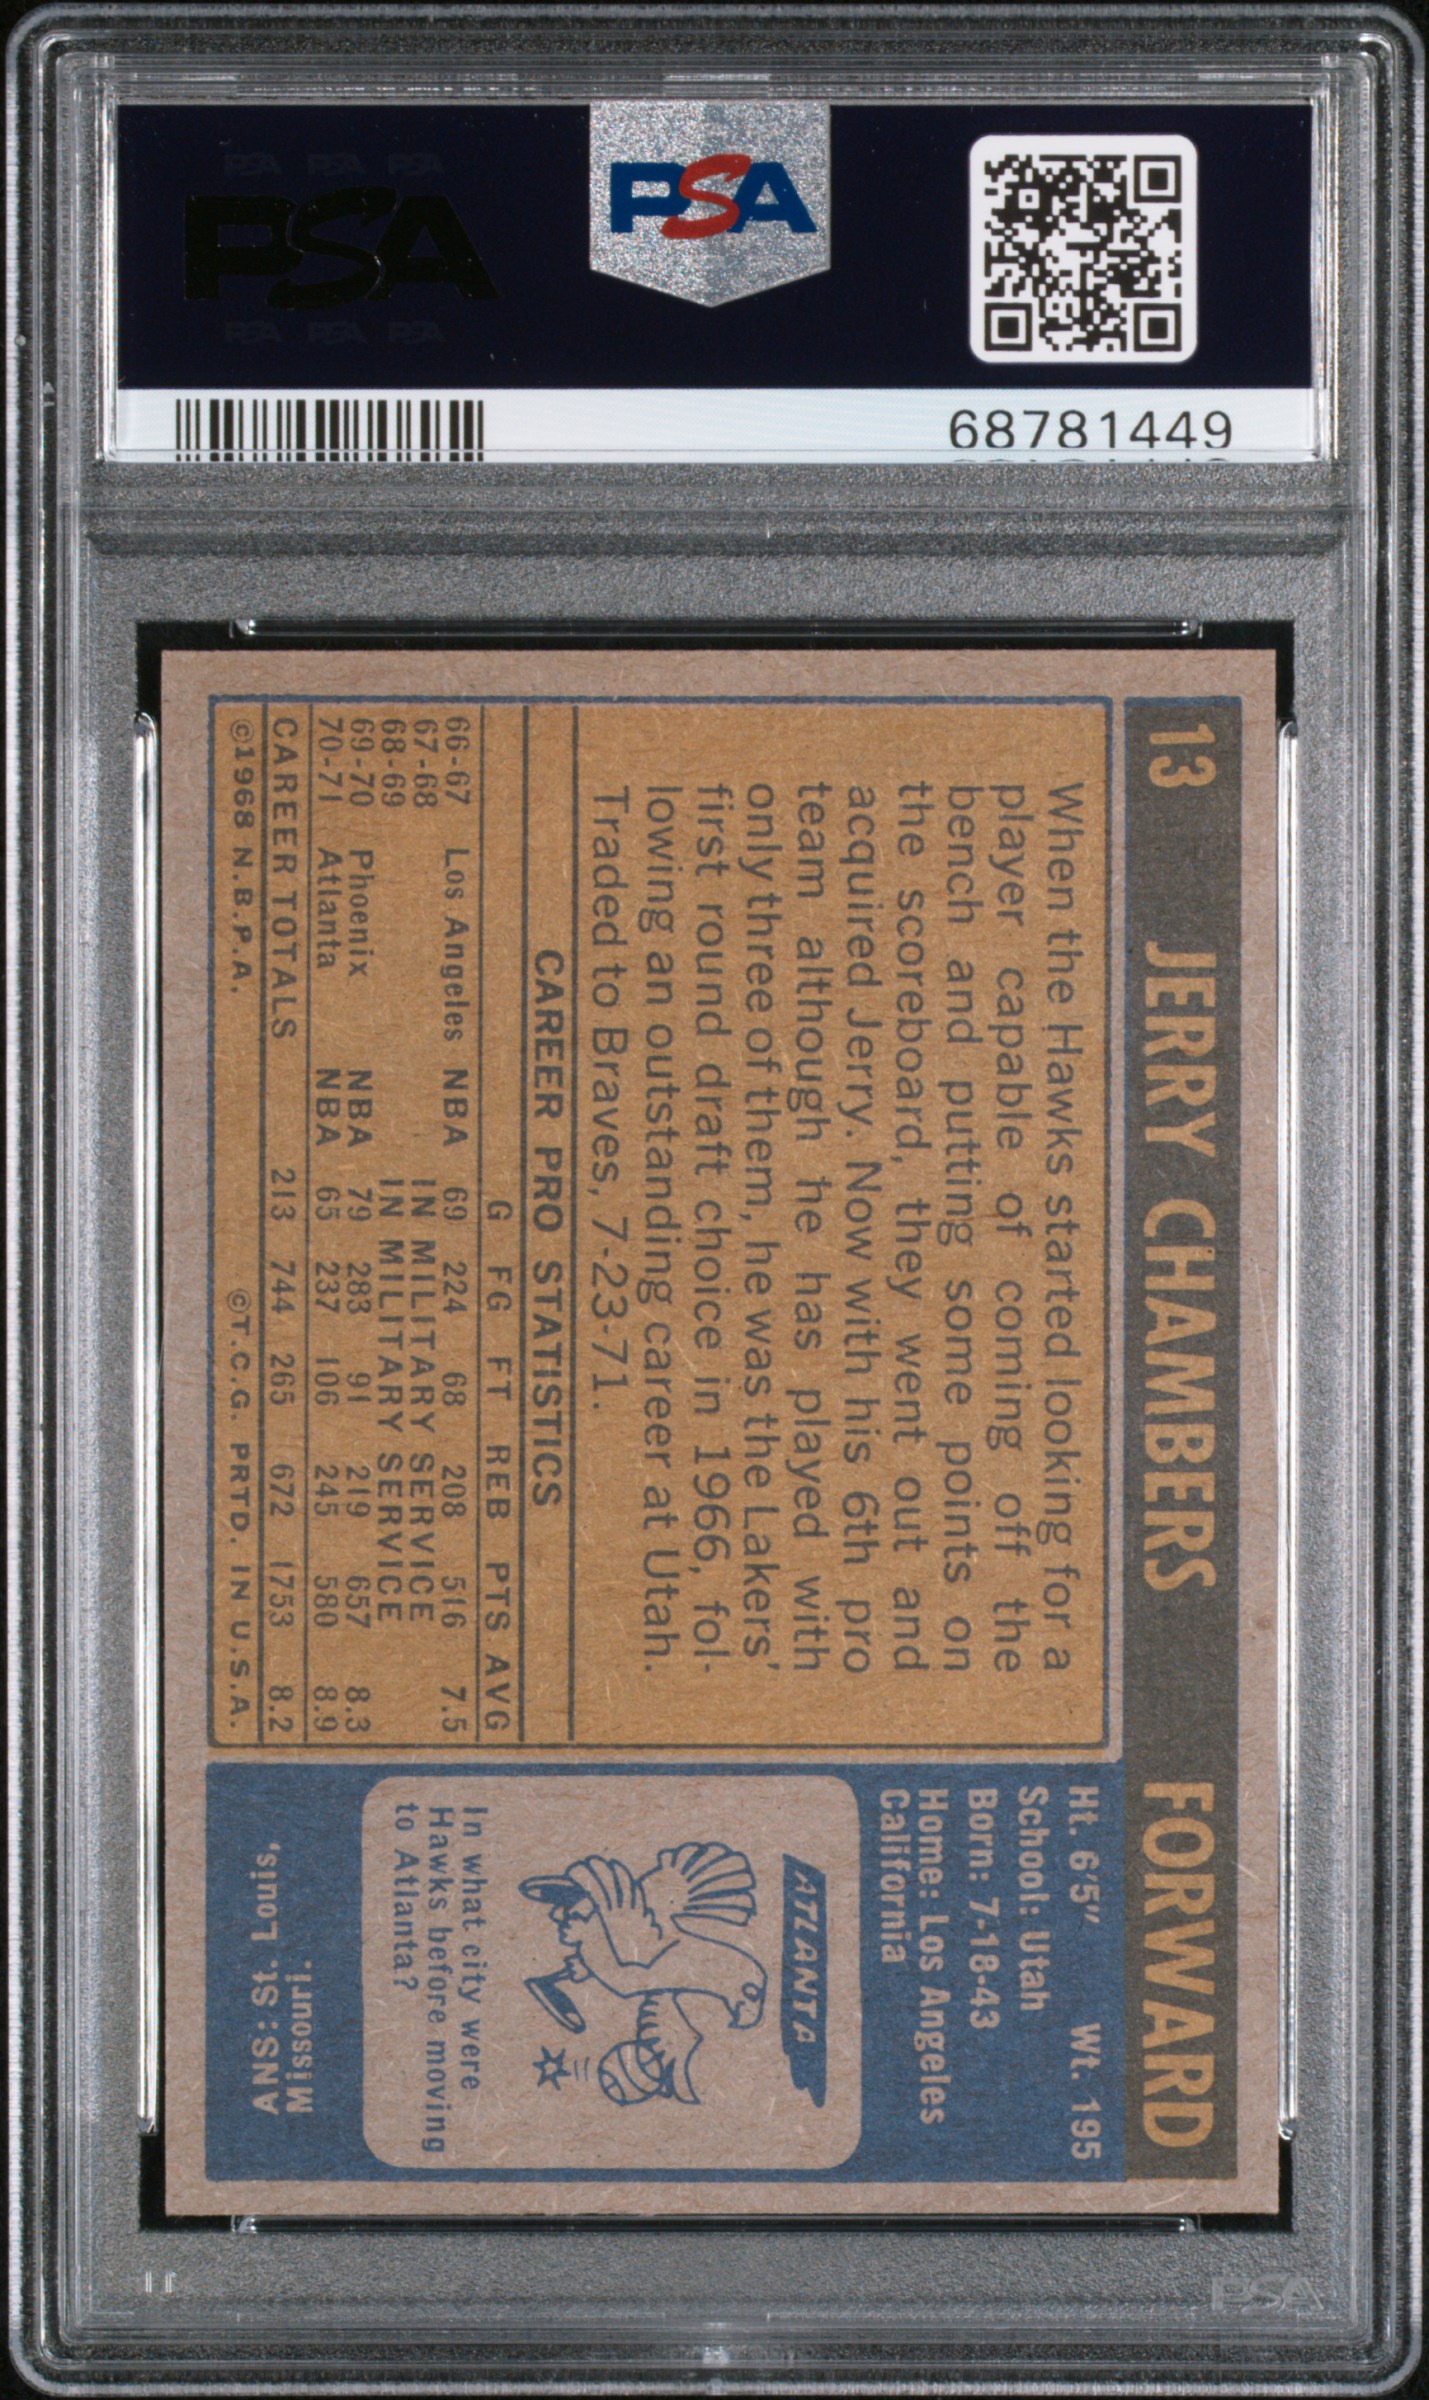 PSA PSA PSA
PSA
PSA PSA PSA
PSA
68781449
13 JERRY CHAMBERS FORWARD
When the Hawks started looking for a
player capable of coming off the
bench and putting some points on
the scoreboard, they went out and
acquired Jerry. Now with his 6th pro
team although he has played with
only three of them, he was the Lakers'
first round draft choice in 1966, fol-
lowing an outstanding career at Utah.
Traded to Braves, 7-23-71.
CAREER PRO STATISTICS
G FG FT REB PTS AVG
66-67 Los Angeles NBA 69 224 68 208 516 7.5
67-68 IN MILITARY SERVICE
68-69 IN MILITARY SERVICE
69-70 Phoenix NBA 79 283 91 219 657 8.3
70-71 Atlanta NBA 65 237 106 245 580 8.9
CAREER TOTALS 213 744 265 672 1753 8.2
©1968 N.B.P.A. ©T.C.G. PRTD. IN U.S.A.
Ht. 6'5" Wt. 195
School: Utah
Born: 7-18-43
Home: Los Angeles
California
ATLANTA
In what city were
Hawks before moving
to Atlanta?
ANS: St. Louis,
Missouri.
PSA